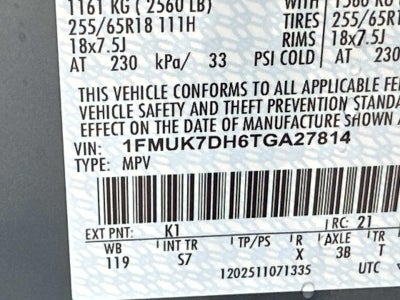 1161 KG ( 2560 LB) WITH
255/65R18 111H TIRES 255/65R
18x7.5J RIMS 18x7.5J
AT 230 kPa/ 33 PSI COLD AT 230
THIS VEHICLE CONFORMS TO ALL APPLICABLE FE
VEHICLE SAFETY AND THEFT PREVENTION STANDA
EFFECT ON THE DATE OF MANUFACTURE SHOWN A
VIN: 1FMUK7DH6TGA27814
TYPE: MPV
EXT PNT: K1 RC: 21
WB INT TR TP/PS R AXLE TR
119 S7 X 3B T
1202511071335 UTC